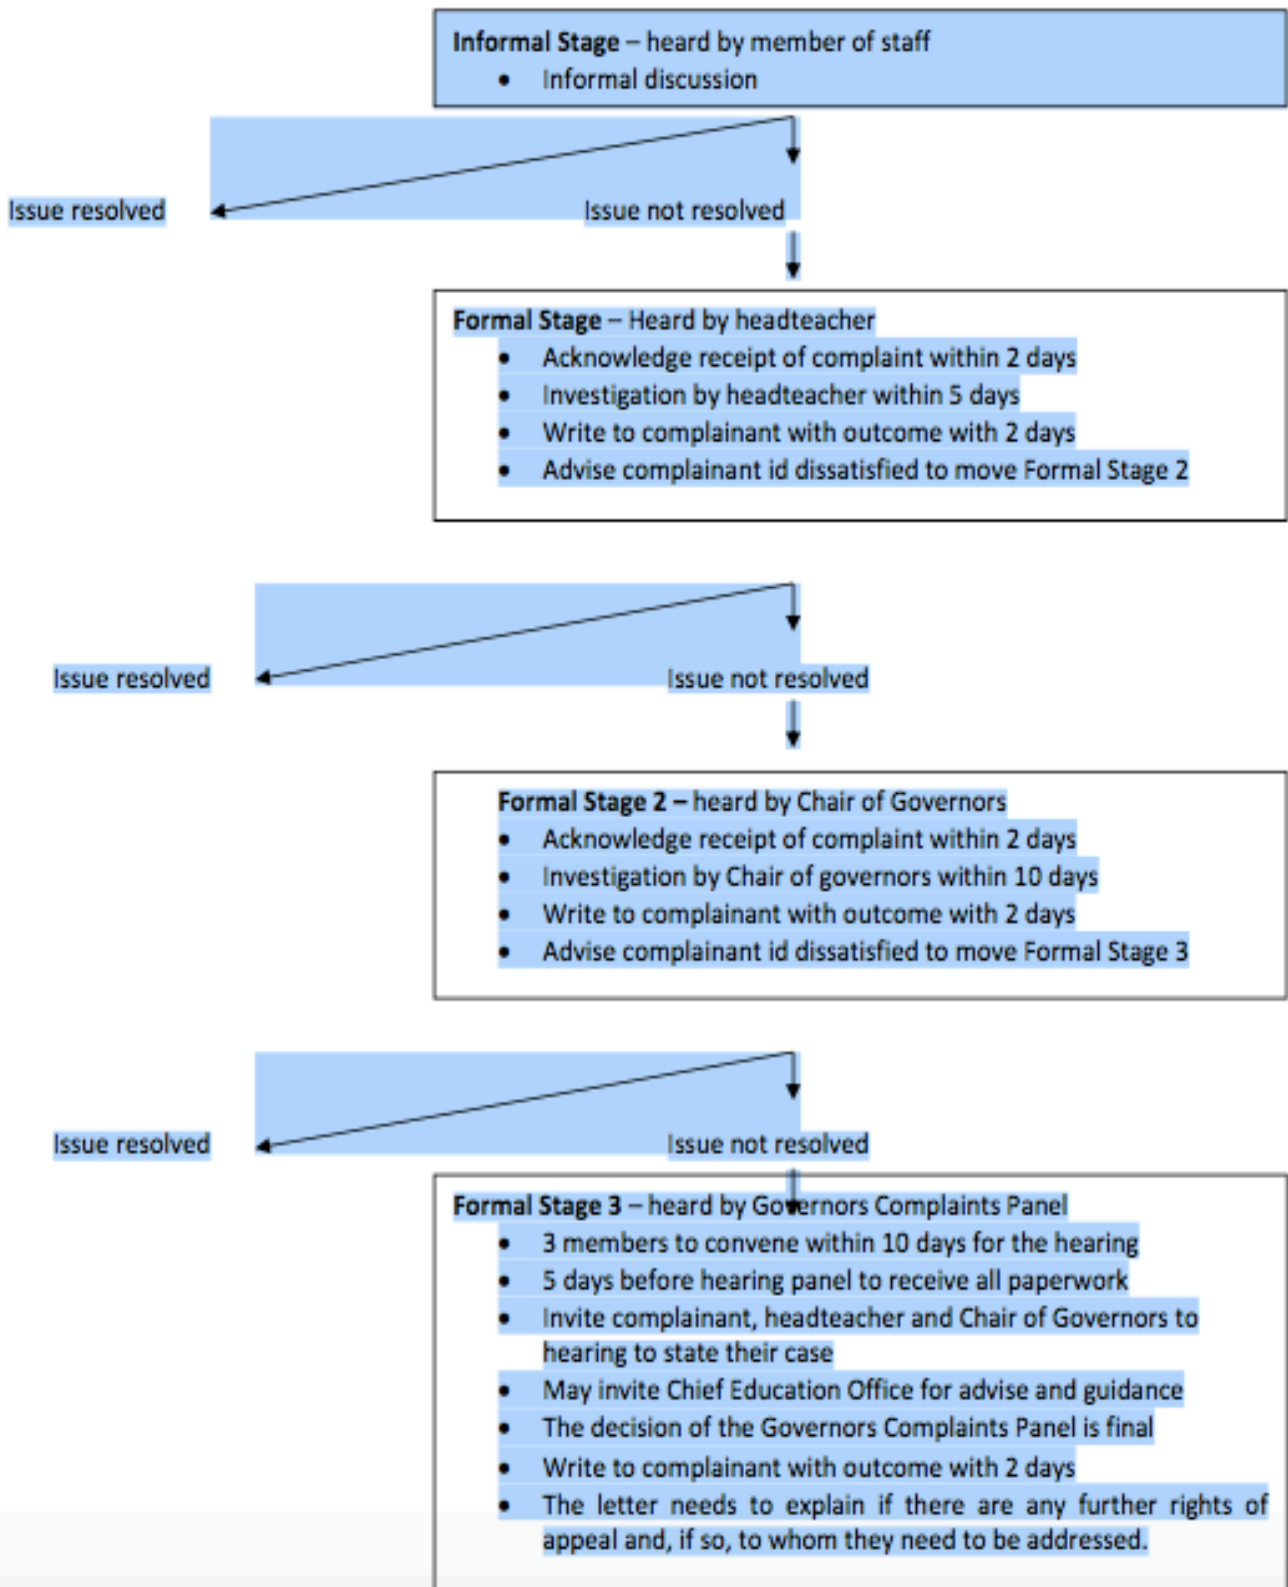 Informal Stage – heard by member of staff
• Informal discussion
Issue resolved
Issue not resolved
Formal Stage – Heard by headteacher
• Acknowledge receipt of complaint within 2 days
• Investigation by headteacher within 5 days
• Write to complainant with outcome with 2 days
• Advise complainant id dissatisfied to move Formal Stage 2
Issue resolved
Issue not resolved
Formal Stage 2 – heard by Chair of Governors
• Acknowledge receipt of complaint within 2 days
• Investigation by Chair of governors within 10 days
• Write to complainant with outcome with 2 days
• Advise complainant id dissatisfied to move Formal Stage 3
Issue resolved
Issue not resolved
Formal Stage 3 – heard by Governors Complaints Panel
• 3 members to convene within 10 days for the hearing
• 5 days before hearing panel to receive all paperwork
• Invite complainant, headteacher and Chair of Governors to
hearing to state their case
• May invite Chief Education Office for advise and guidance
• The decision of the Governors Complaints Panel is final
• Write to complainant with outcome with 2 days
• The letter needs to explain if there are any further rights of
appeal and, if so, to whom they need to be addressed.